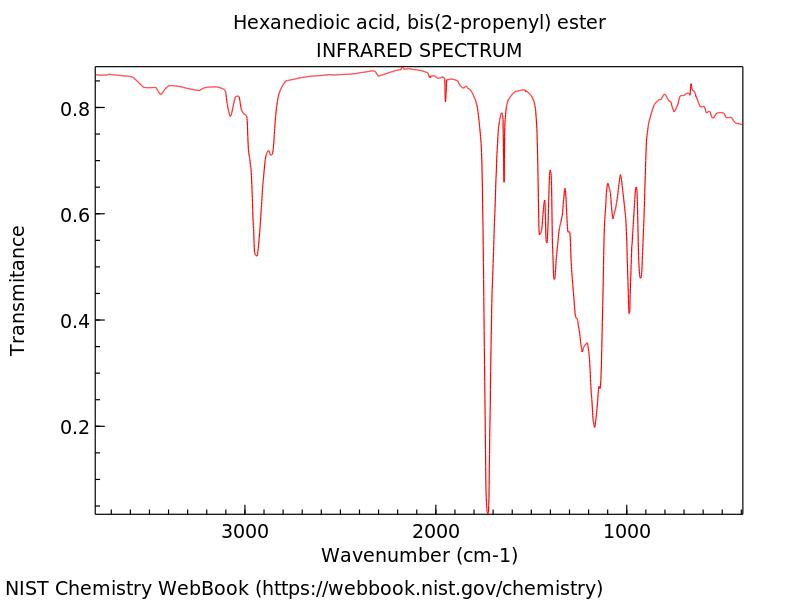 Hexanedioic acid, bis(2-propenyl) ester
INFRARED SPECTRUM
0.8
0.6
0.4
0.2
Transmitance
3000 2000 1000
Wavenumber (cm-1)
NIST Chemistry WebBook (https://webbook.nist.gov/chemistry)